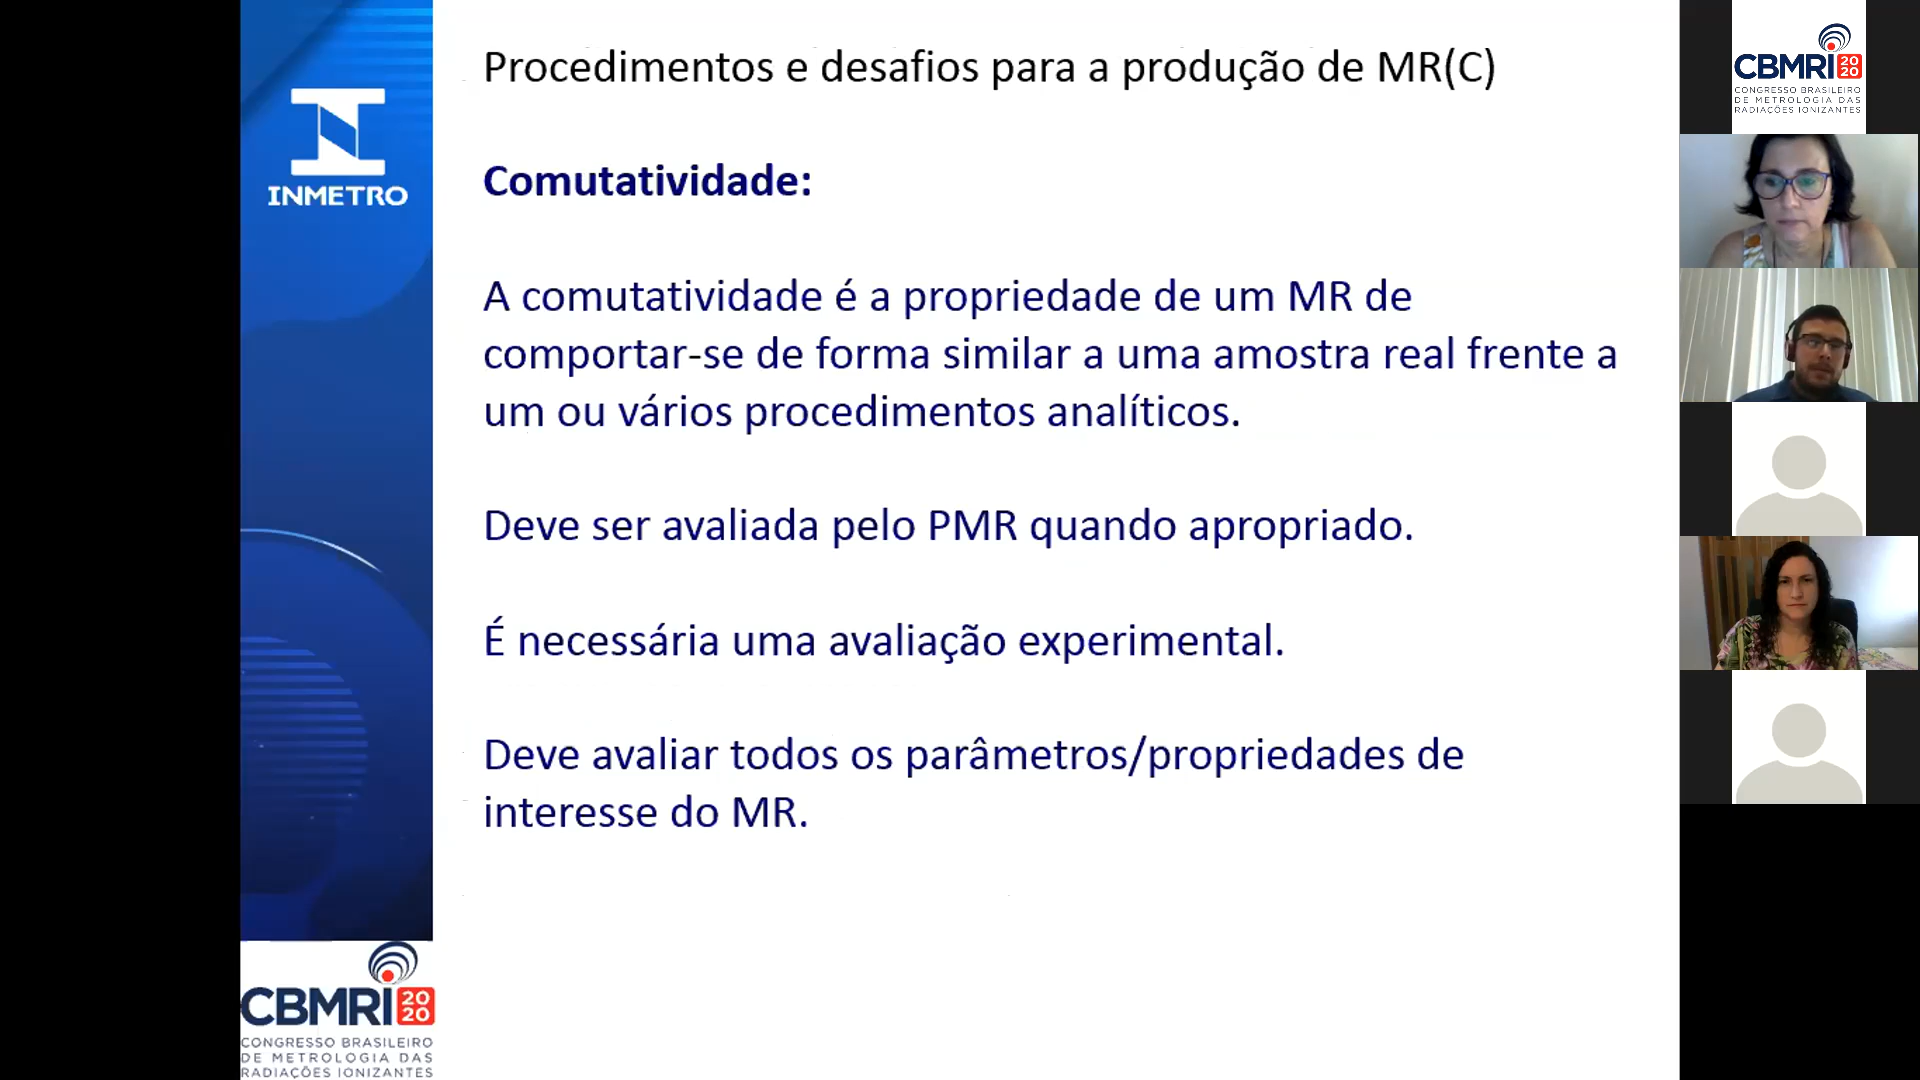 Procedimentos e desafios para a produção de MR(C)
INMETRO
Comutatividade:
A comutatividade é a propriedade de um MR de
comportar-se de forma similar a uma amostra real frente a
um ou vários procedimentos analíticos.
Deve ser avaliada pelo PMR quando apropriado.
É necessária uma avaliação experimental.
Deve avaliar todos os parâmetros/propriedades de
interesse do MR.
CBMRI 2020
CONGRESSO BRASILEIRO
DE METROLOGIA DAS
RADIAÇÕES IONIZANTES
CBMRI 2020
CONGRESSO BRASILEIRO
DE METROLOGIA DAS
RADIAÇÕES IONIZANTES